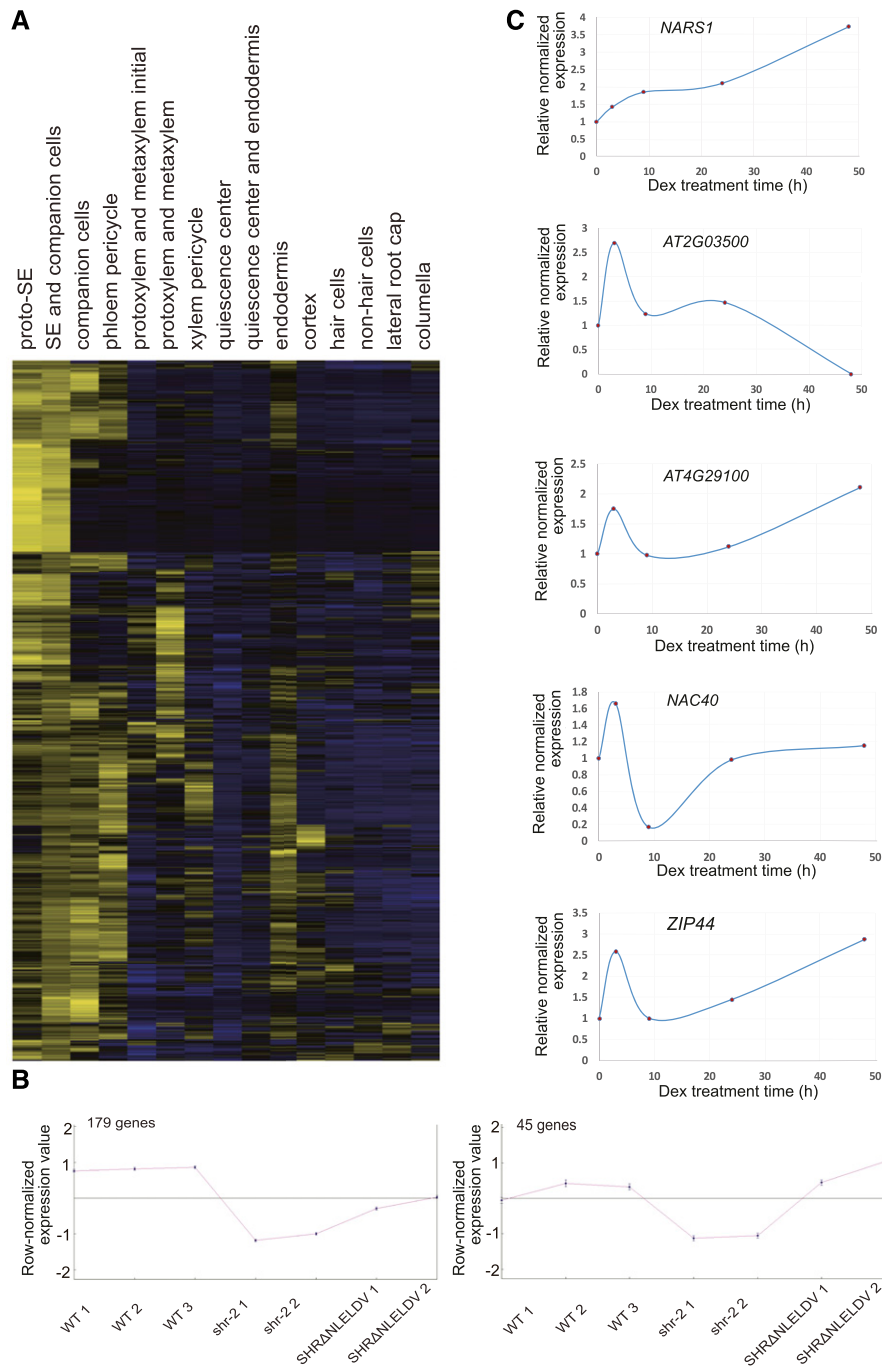 A
proto-SE
SE and companion cells
companion cells
phloem pericycle
protoxylem and metaxylem initial
protoxylem and metaxylem
xylem pericycle
quiescence center
quiescence center and endodermis
endodermis
cortex
hair cells
non-hair cells
lateral root cap
columella
B
179 genes
Row-normalized
expression value
2
1
-1
-2
WT 1
WT 2
WT 3
shr-2 1
shr-2 2
SHRΔNLELDV 1
SHRΔNLELDV 2
45 genes
Row-normalized
expression value
2
1
-1
-2
WT 1
WT 2
WT 3
shr-2 1
shr-2 2
SHRΔNLELDV 1
SHRΔNLELDV 2
C
NARS1
Relative normalized
expression
4
3.5
3
2.5
2
1.5
1
0.5
0
0 10 20 30 40 50
Dex treatment time (h)
AT2G03500
Relative normalized
expression
3
2.5
2
1.5
1
0.5
0
0 10 20 30 40 50
Dex treatment time (h)
AT4G29100
Relative normalized
expression
2.5
2
1.5
1
0.5
0
0 10 20 30 40 50
Dex treatment time (h)
NAC40
Relative normalized
expression
1.8
1.6
1.4
1.2
1
0.8
0.6
0.4
0.2
0
0 10 20 30 40 50
Dex treatment time (h)
ZIP44
Relative normalized
expression
3.5
3
2.5
2
1.5
1
0.5
0
0 10 20 30 40 50
Dex treatment time (h)